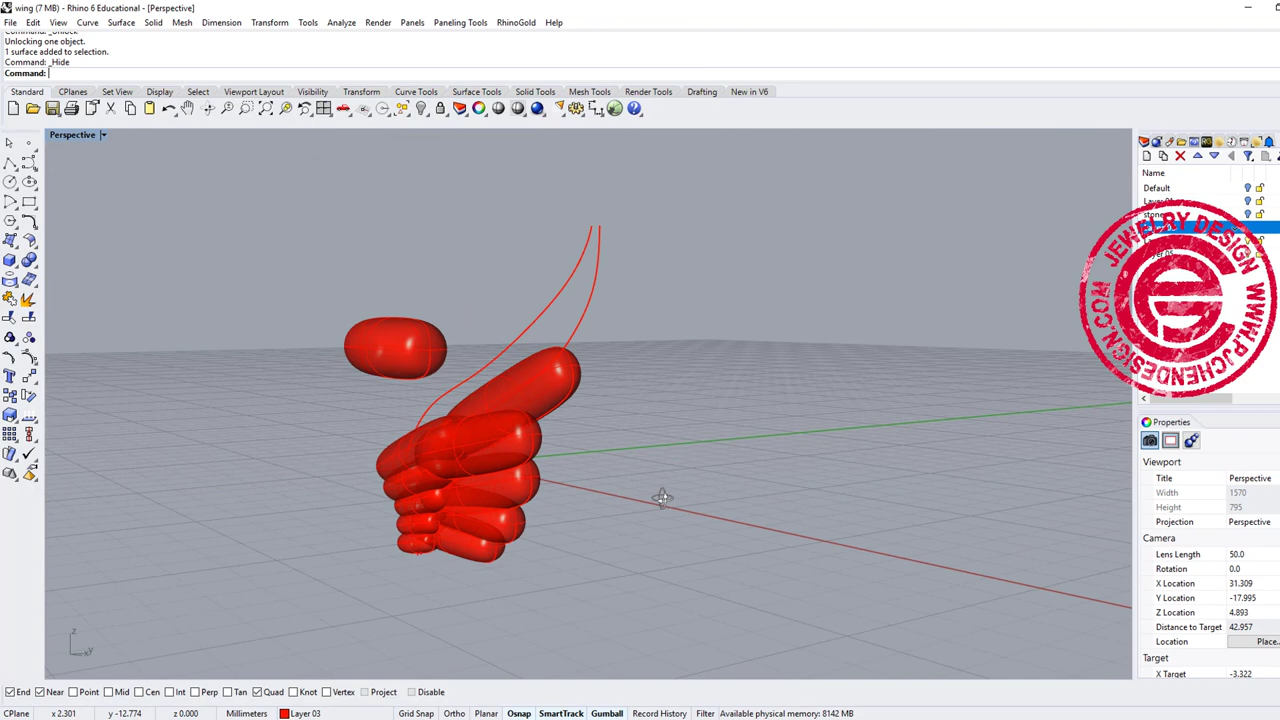 wing (7 MB) - Rhino 6 Educational - [Perspective]
File Edit View Curve Surface Solid Mesh Dimension Transform Tools Analyze Render Panels Paneling Tools RhinoGold Help
Command: _Unlock
Unlocking one object.
1 surface added to selection.
Command: _Hide
Command:
Standard CPlanes Set View Display Select Viewport Layout Visibility Transform Curve Tools Surface Tools Solid Tools Mesh Tools Render Tools Drafting New in V6
Perspective
Name
Default
JEWELRY DESIGN
WWW.PJCHENDESIGN.COM
Properties
Viewport
Title Perspective
Width 1570
Height 795
Projection Perspective
Camera
Lens Length 50.0
Rotation 0.0
X Location 31.309
Y Location -17.995
Z Location 4.893
Distance to Target 42.957
Location Place..
Target
X Target -3.322
z
x y
End Near Point Mid Cen Int Perp Tan Quad Knot Vertex Project Disable
CPlane x 2.301 y -12.774 z 0.000 Millimeters Layer 03 Grid Snap Ortho Planar Osnap SmartTrack Gumball Record History Filter Available physical memory: 8142 MB